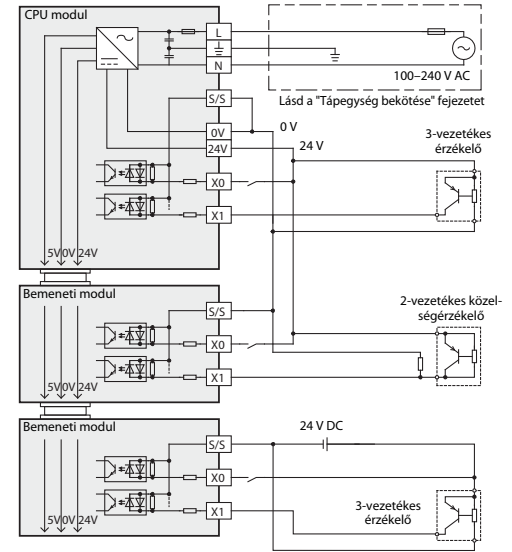 CPU modul
L
N
100–240 V AC
Lásd a "Tápegység bekötése" fejezetet
S/S
0V
0 V
24V
24 V
3-vezetékes
érzékelő
X0
X1
5V 0V 24V
Bemeneti modul
S/S
2-vezetékes közel-
ségérzékelő
X0
X1
5V 0V 24V
Bemeneti modul
24 V DC
S/S
X0
3-vezetékes
érzékelő
X1
5V 0V 24V